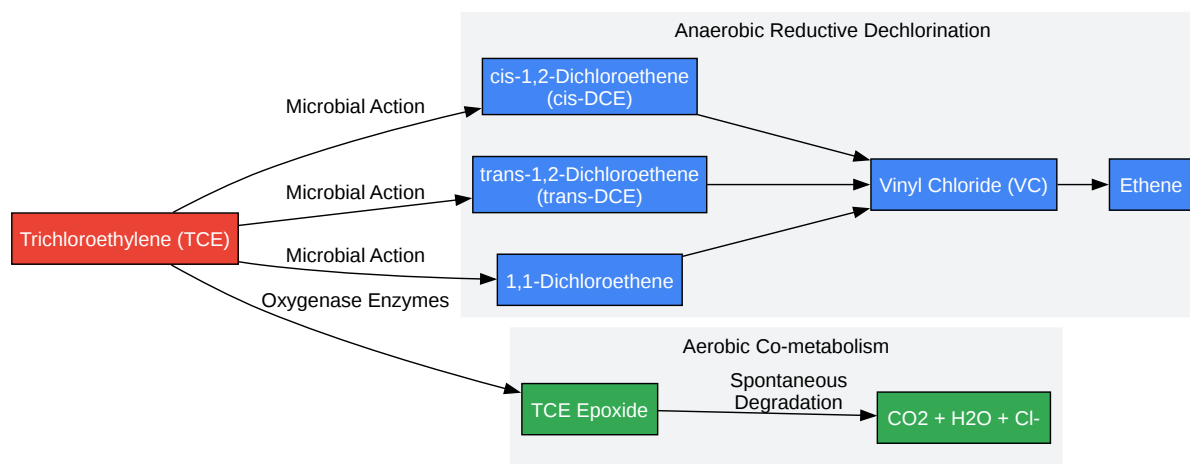 Anaerobic Reductive Dechlorination
cis-1,2-Dichloroethene
(cis-DCE)
Microbial Action
trans-1,2-Dichloroethene
(trans-DCE)
Microbial Action
Vinyl Chloride (VC)
Ethene
Trichloroethylene (TCE)
Microbial Action
1,1-Dichloroethene
Oxygenase Enzymes
Aerobic Co-metabolism
TCE Epoxide
Spontaneous
Degradation
CO2 + H2O + Cl-